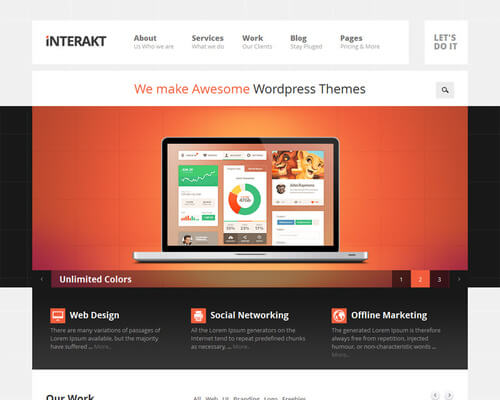 iNTERAKT
About
Us Who we are
Services
What we do
Work
Our Clients
Blog
Stay Pluged
Pages
Pricing & More
LET'S
DO IT
We make Awesome Wordpress Themes
Unlimited Colors
1 2 3
Web Design
There are many variations of passages of
Lorem Ipsum available, but the majority
have suffered ... More..
Social Networking
All the Lorem Ipsum generators on the
Internet tend to repeat predefined chunks
as necessary. ... More..
Offline Marketing
The generated Lorem Ipsum is therefore
always free from repetition, injected
humour, or non-characteristic words ...
More..
Our Work
All Web UI Branding Logo Freebies